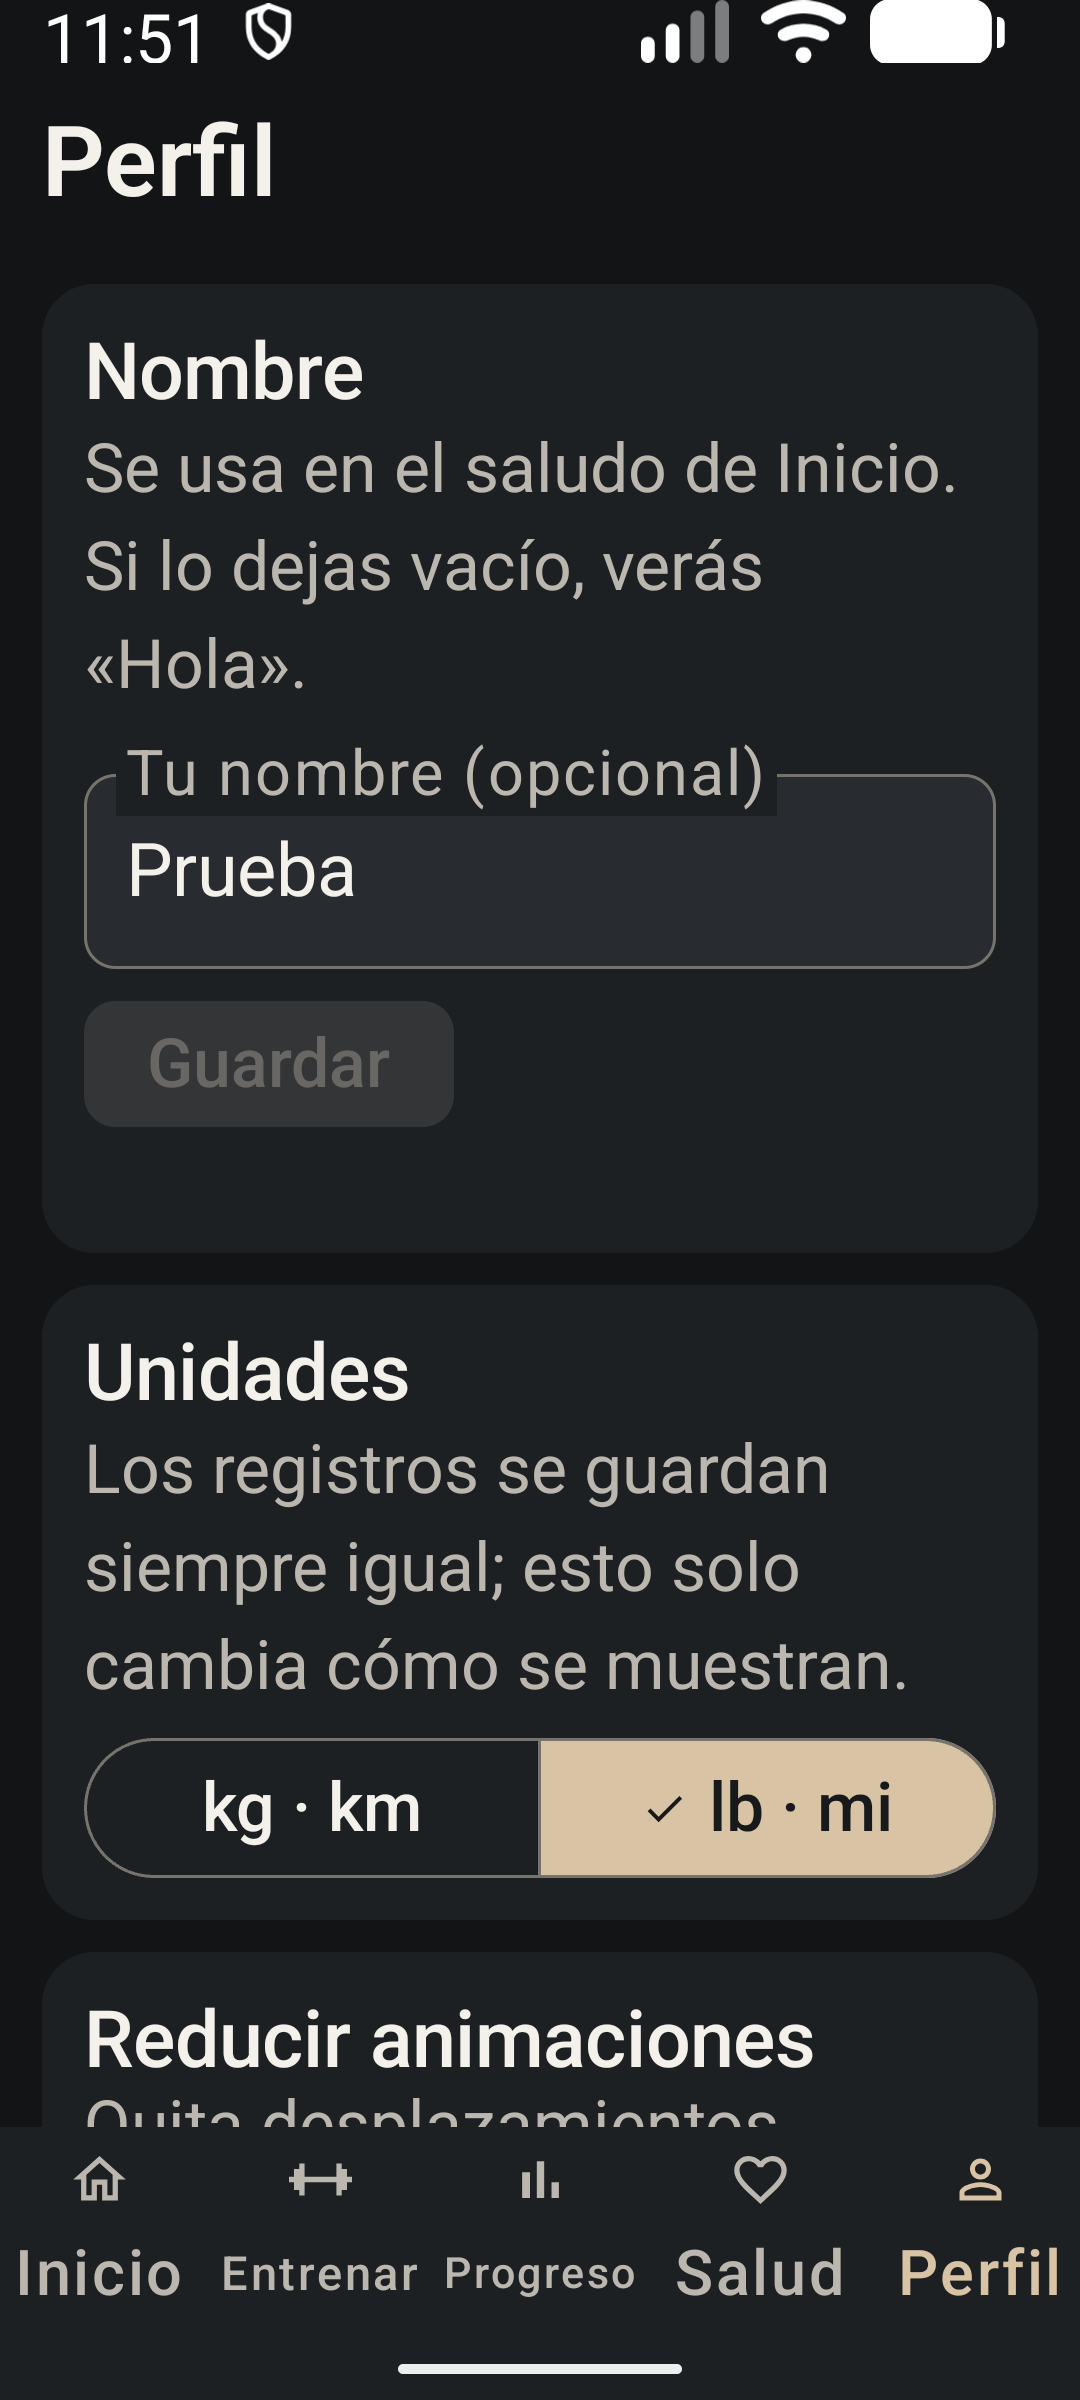 11:51
Perfil
Nombre
Se usa en el saludo de Inicio.
Si lo dejas vacío, verás
«Hola».
Tu nombre (opcional)
Prueba
Guardar
Unidades
Los registros se guardan
siempre igual; esto solo
cambia cómo se muestran.
kg · km
lb · mi
Reducir animaciones
Quita desplazamientos
Inicio
Entrenar
Progreso
Salud
Perfil